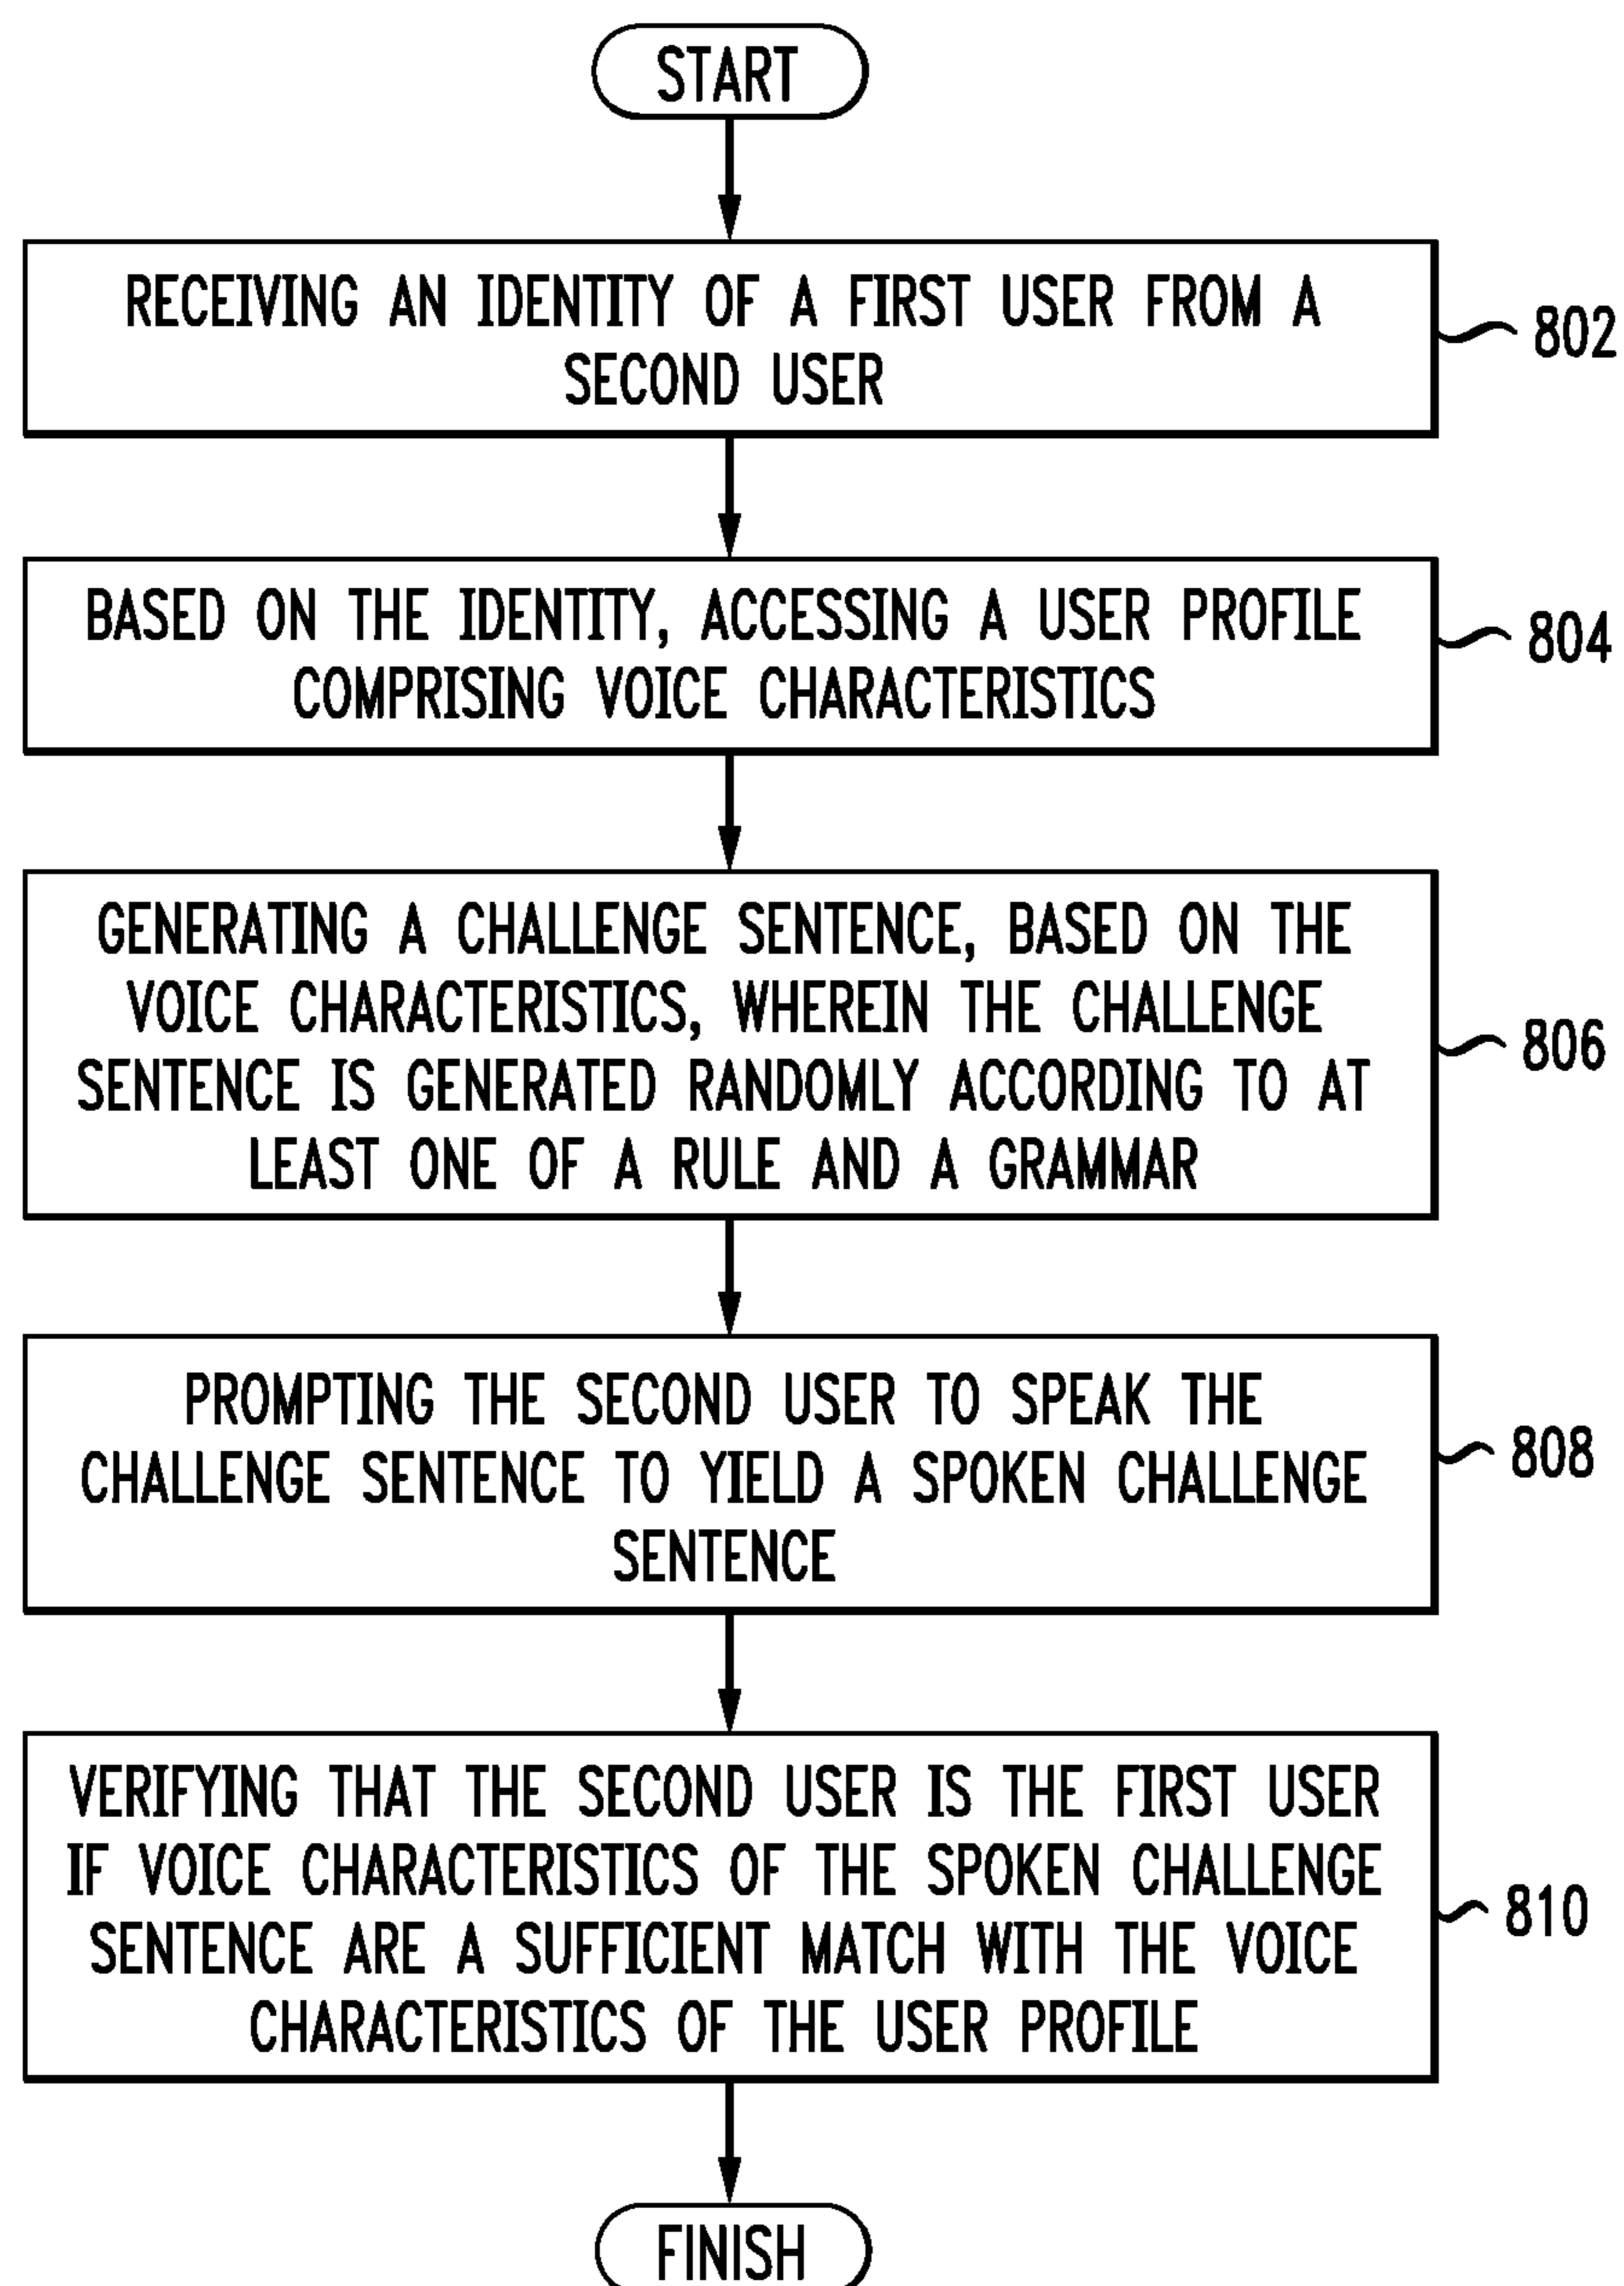 START
RECEIVING AN IDENTITY OF A FIRST USER FROM A
SECOND USER
802
BASED ON THE IDENTITY, ACCESSING A USER PROFILE
COMPRISING VOICE CHARACTERISTICS
804
GENERATING A CHALLENGE SENTENCE, BASED ON THE
VOICE CHARACTERISTICS, WHEREIN THE CHALLENGE
SENTENCE IS GENERATED RANDOMLY ACCORDING TO AT
LEAST ONE OF A RULE AND A GRAMMAR
806
PROMPTING THE SECOND USER TO SPEAK THE
CHALLENGE SENTENCE TO YIELD A SPOKEN CHALLENGE
SENTENCE
808
VERIFYING THAT THE SECOND USER IS THE FIRST USER
IF VOICE CHARACTERISTICS OF THE SPOKEN CHALLENGE
SENTENCE ARE A SUFFICIENT MATCH WITH THE VOICE
CHARACTERISTICS OF THE USER PROFILE
810
FINISH